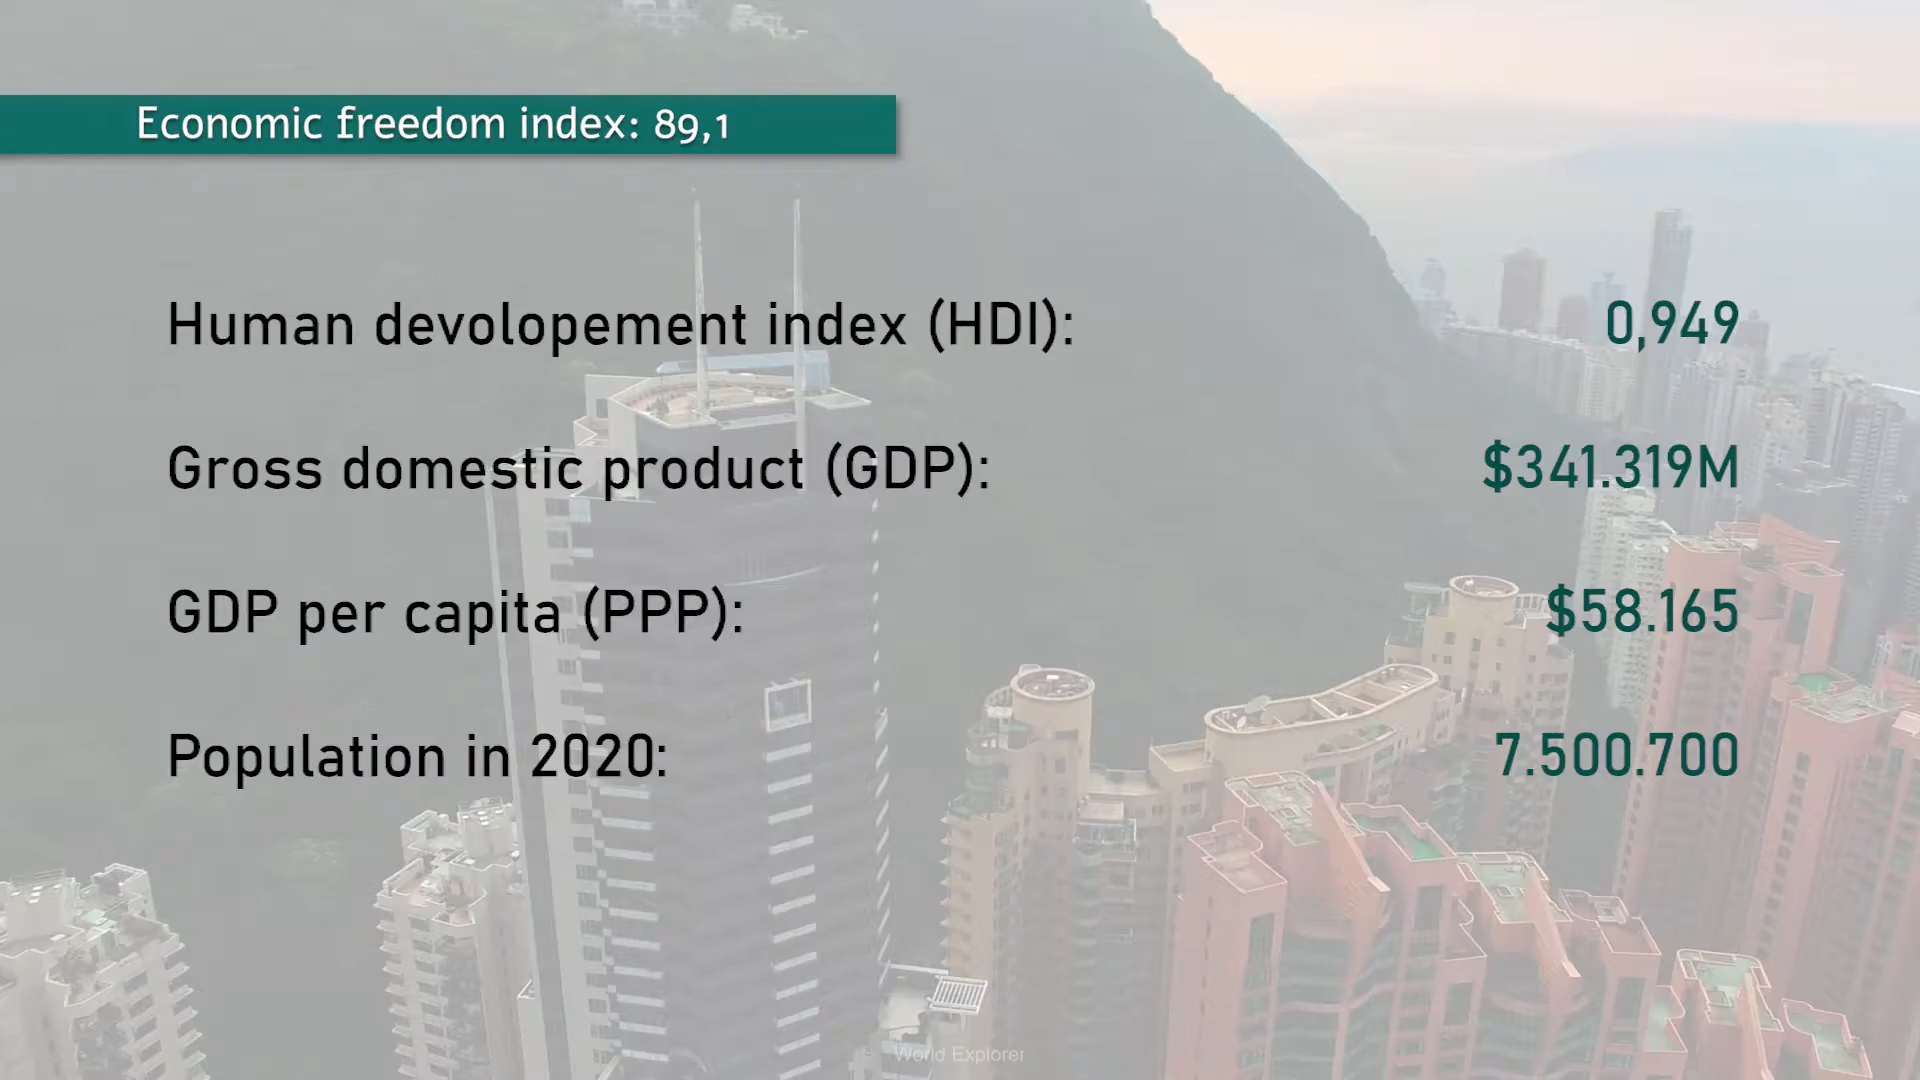 Economic freedom index: 89,1
Human devolopement index (HDI): 0,949
Gross domestic product (GDP): $341.319M
GDP per capita (PPP): $58.165
Population in 2020: 7.500.700
World Explorer